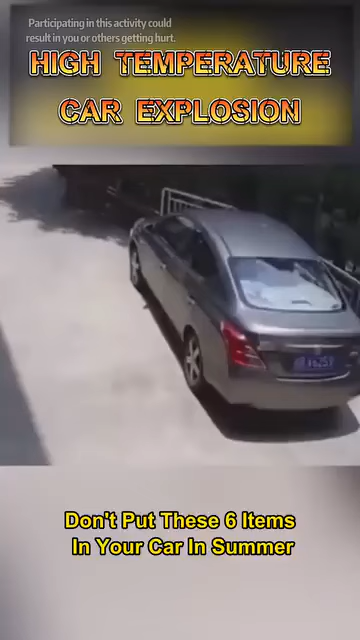 Participating in this activity could
result in you or others getting hurt.
HIGH TEMPERATURE
CAR EXPLOSION
Don't Put These 6 Items
In Your Car In Summer